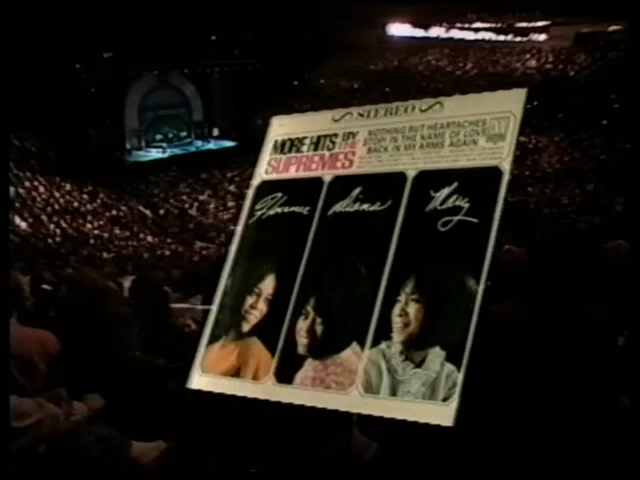 STEREO
MORE HITS BY THE
SUPREMES
NOTHING BUT HEARTACHES
STOP! IN THE NAME OF LOVE
BACK IN MY ARMS AGAIN
Florence
Diana
Mary